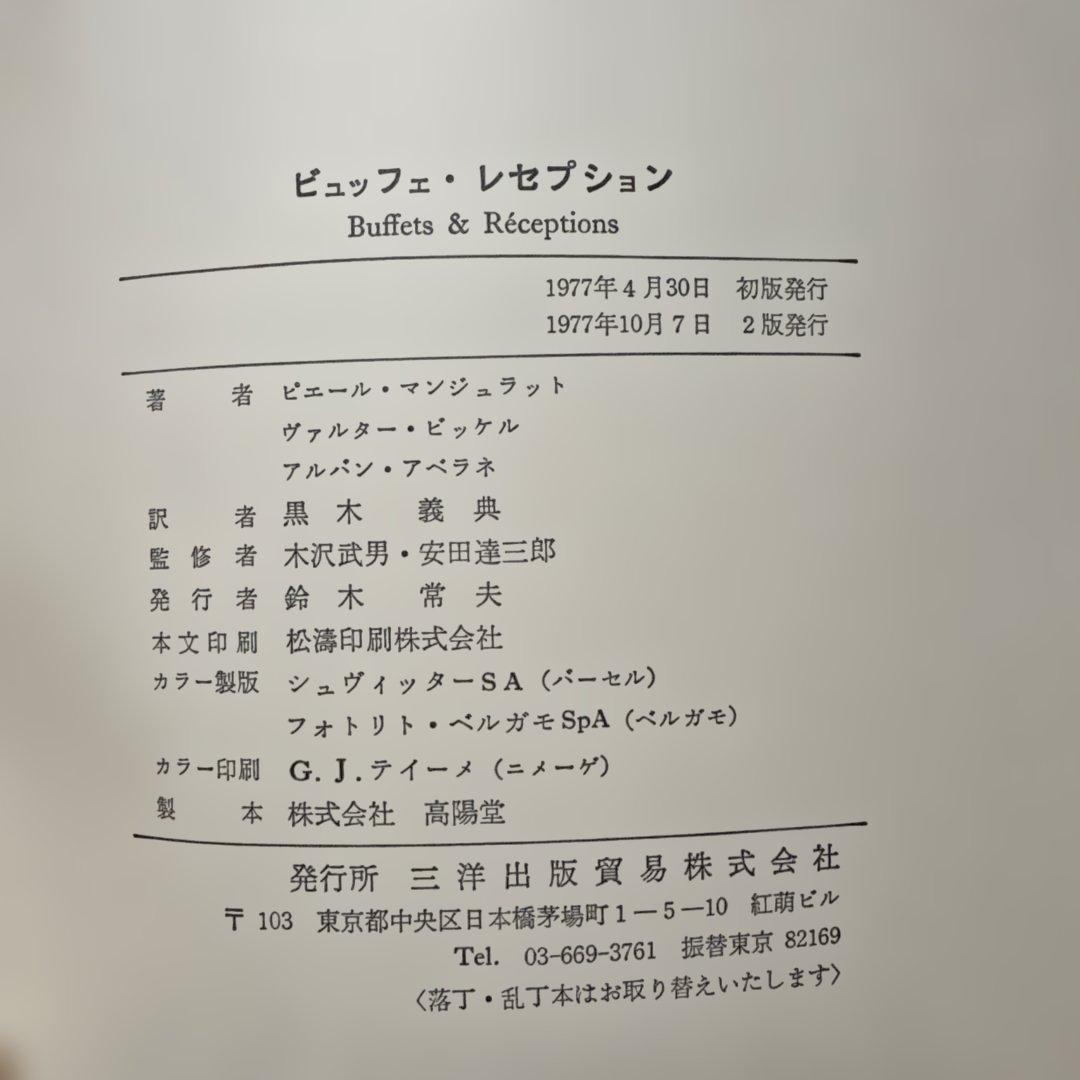 ビュッフェ・レセプション
Buffets & Réceptions
1977年4月30日 初版発行
1977年10月7日 2版発行
著者 ピエール・マンジュラット
ヴァルター・ビッケル
アルバン・アベラネ
訳者 黒木 義典
監修者 木沢武男・安田達三郎
発行者 鈴木 常夫
本文印刷 松濤印刷株式会社
カラー製版 シュヴィッターSA（バーセル）
フォトリト・ベルガモSpA（ベルガモ）
カラー印刷 G.J.テイーメ（ニメーゲ）
製本 株式会社 高陽堂
発行所 三洋出版貿易株式会社
〒103 東京都中央区日本橋茅場町1－5－10 紅萌ビル
Tel. 03-669-3761 振替東京 82169
〈落丁・乱丁本はお取り替えいたします〉